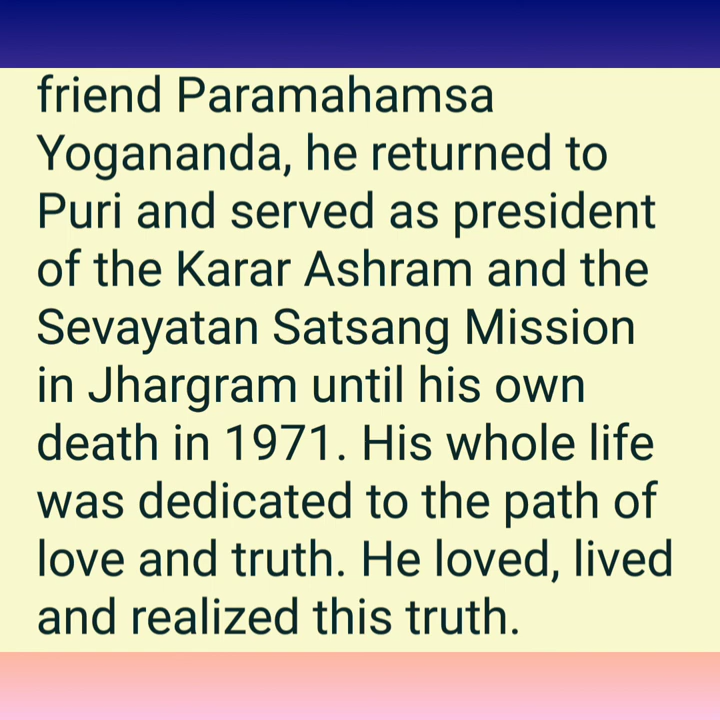 friend Paramahamsa
Yogananda, he returned to
Puri and served as president
of the Karar Ashram and the
Sevayatan Satsang Mission
in Jhargram until his own
death in 1971. His whole life
was dedicated to the path of
love and truth. He loved, lived
and realized this truth.